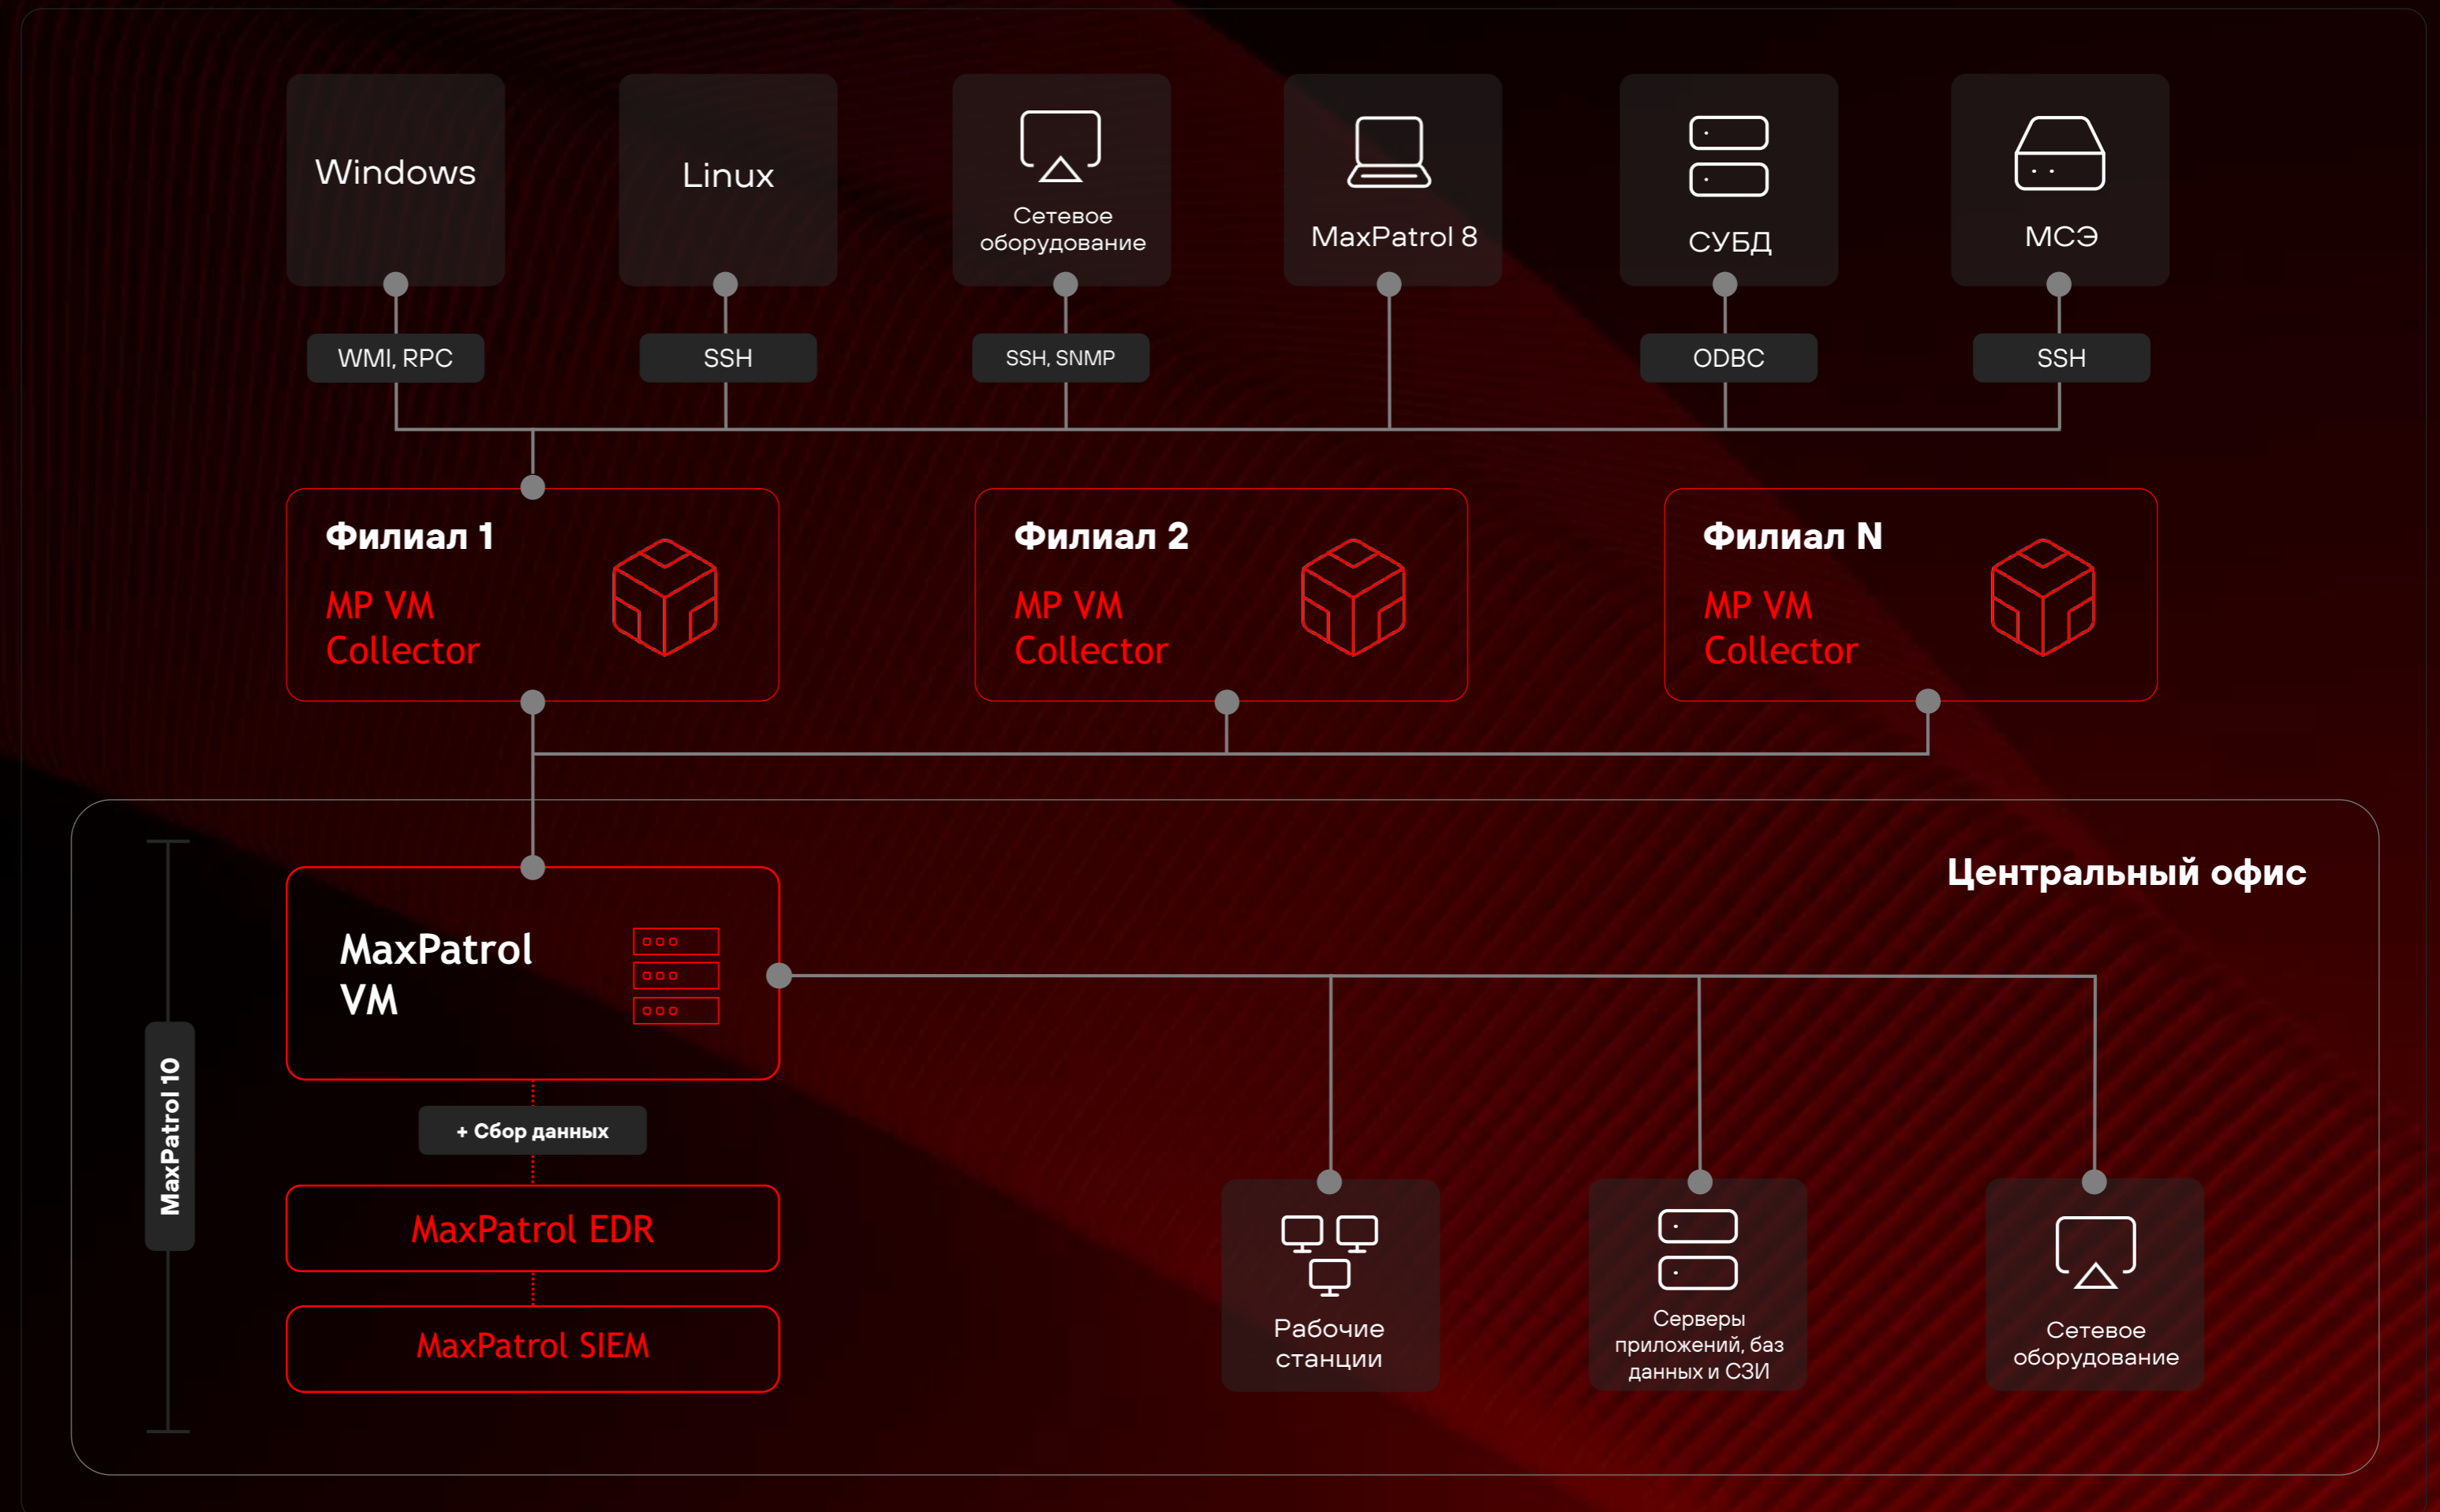 Windows
Linux
Сетевое
оборудование
MaxPatrol 8
СУБД
МСЭ
WMI, RPC
SSH
SSH, SNMP
ODBC
SSH
Филиал 1
MP VM
Collector
Филиал 2
MP VM
Collector
Филиал N
MP VM
Collector
Центральный офис
MaxPatrol
VM
MaxPatrol 10
+ Сбор данных
MaxPatrol EDR
MaxPatrol SIEM
Рабочие
станции
Серверы
приложений, баз
данных и СЗИ
Сетевое
оборудование